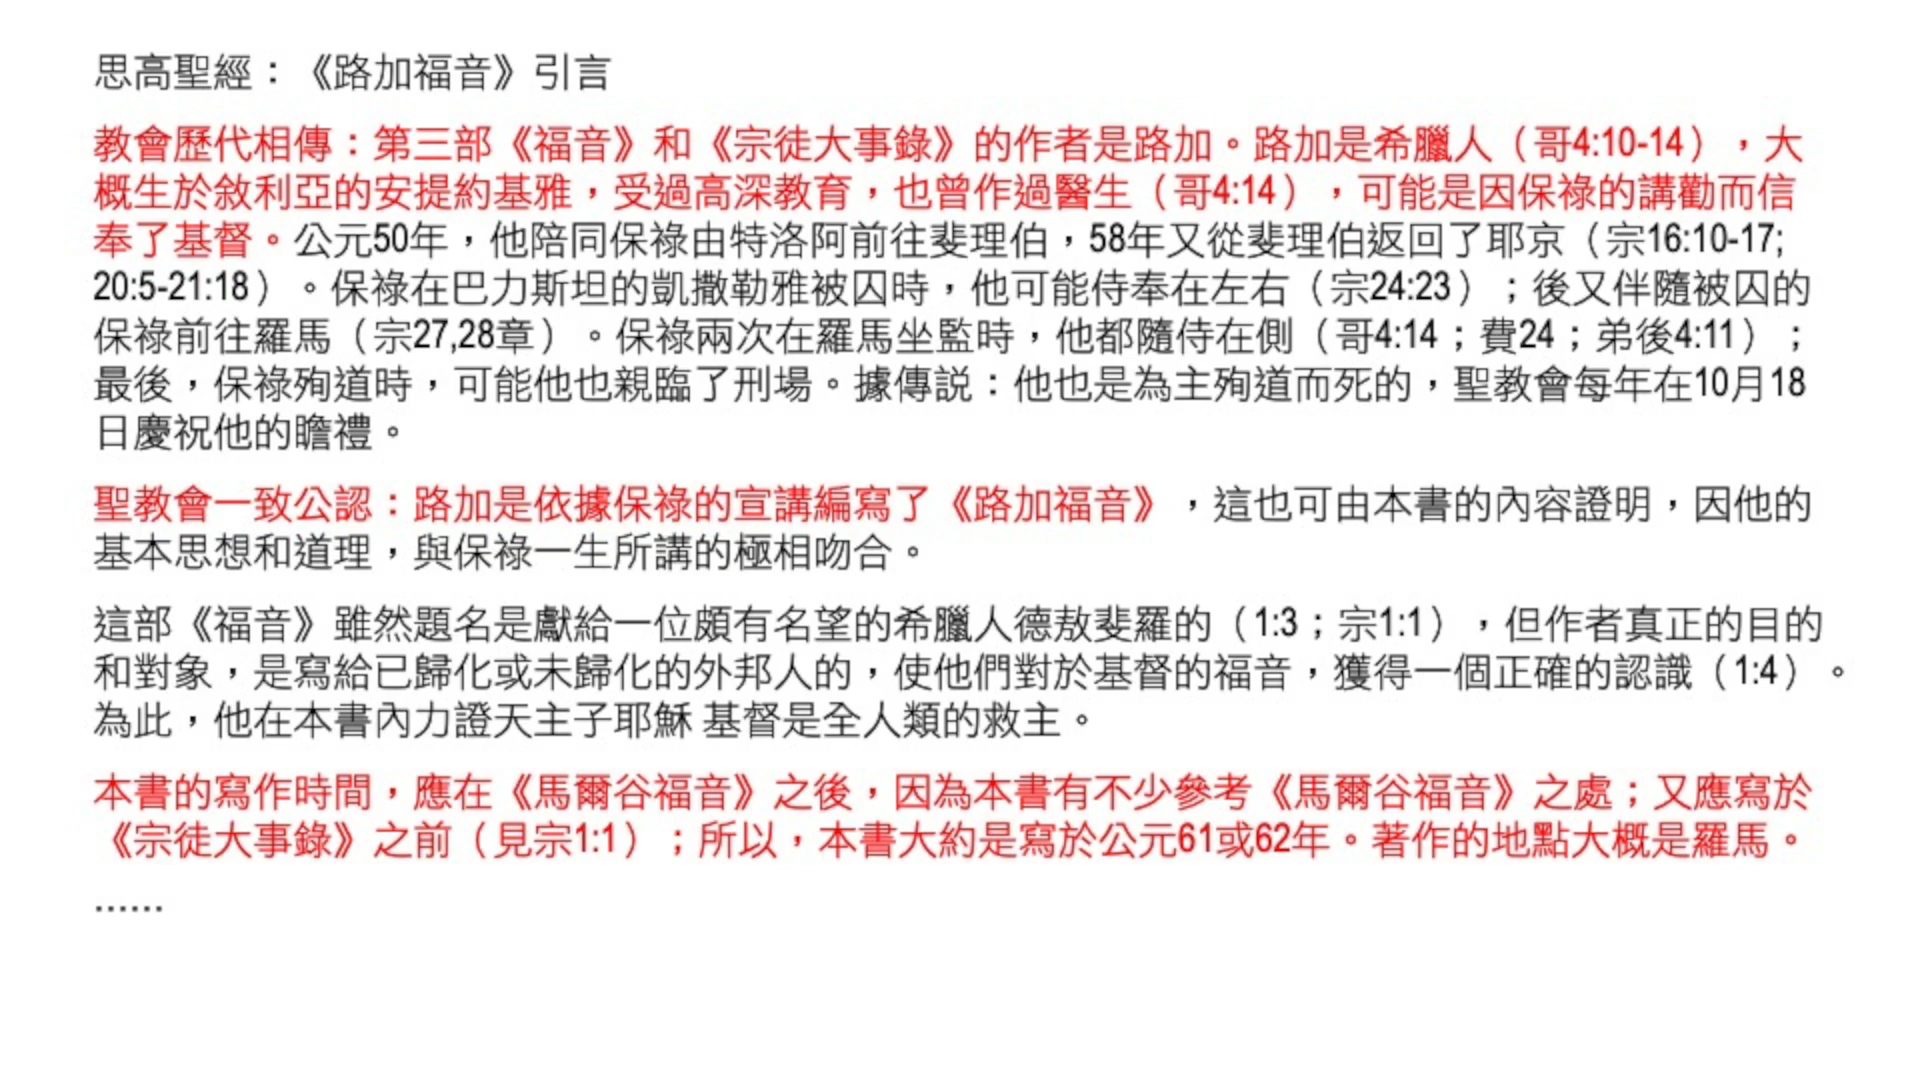 思高聖經：《路加福音》引言
教會歷代相傳：第三部《福音》和《宗徒大事錄》的作者是路加。路加是希臘人（哥4:10-14），大
概生於敘利亞的安提約基雅，受過高深教育，也曾作過醫生（哥4:14），可能是因保祿的講勸而信
奉了基督。公元50年，他陪同保祿由特洛阿前往斐理伯，58年又從斐理伯返回了耶京（宗16:10-17;
20:5-21:18）。保祿在巴力斯坦的凱撒勒雅被囚時，他可能侍奉在左右（宗24:23）；後又伴隨被囚的
保祿前往羅馬（宗27,28章）。保祿兩次在羅馬坐監時，他都隨侍在側（哥4:14；費24；弟後4:11）；
最後，保祿殉道時，可能他也親臨了刑場。據傳説：他也是為主殉道而死的，聖教會每年在10月18
日慶祝他的瞻禮。
聖教會一致公認：路加是依據保祿的宣講編寫了《路加福音》，這也可由本書的內容證明，因他的
基本思想和道理，與保祿一生所講的極相吻合。
這部《福音》雖然題名是獻給一位頗有名望的希臘人德敖斐羅的（1:3；宗1:1），但作者真正的目的
和對象，是寫給已歸化或未歸化的外邦人的，使他們對於基督的福音，獲得一個正確的認識（1:4）。
為此，他在本書內力證天主子耶穌 基督是全人類的救主。
本書的寫作時間，應在《馬爾谷福音》之後，因為本書有不少參考《馬爾谷福音》之處；又應寫於
《宗徒大事錄》之前（見宗1:1）；所以，本書大約是寫於公元61或62年。著作的地點大概是羅馬。
......